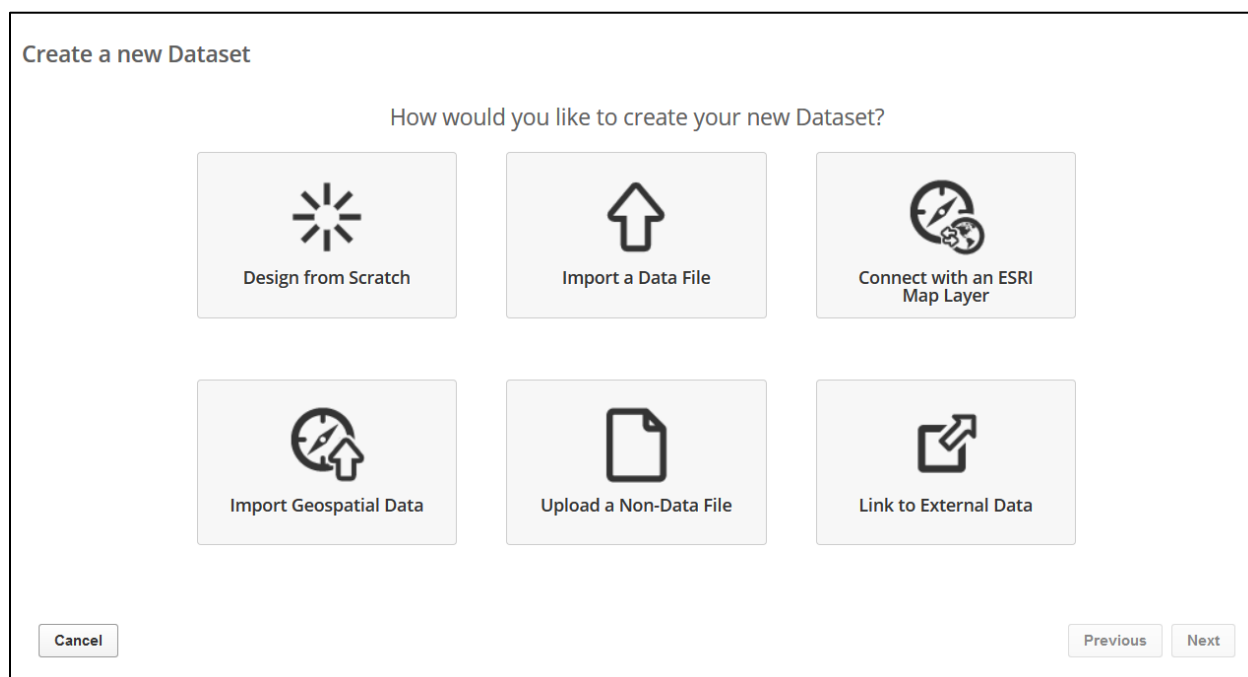 Create a new Dataset
How would you like to create your new Dataset?
Design from Scratch
Import a Data File
Connect with an ESRI
Map Layer
Import Geospatial Data
Upload a Non-Data File
Link to External Data
Cancel
Previous
Next